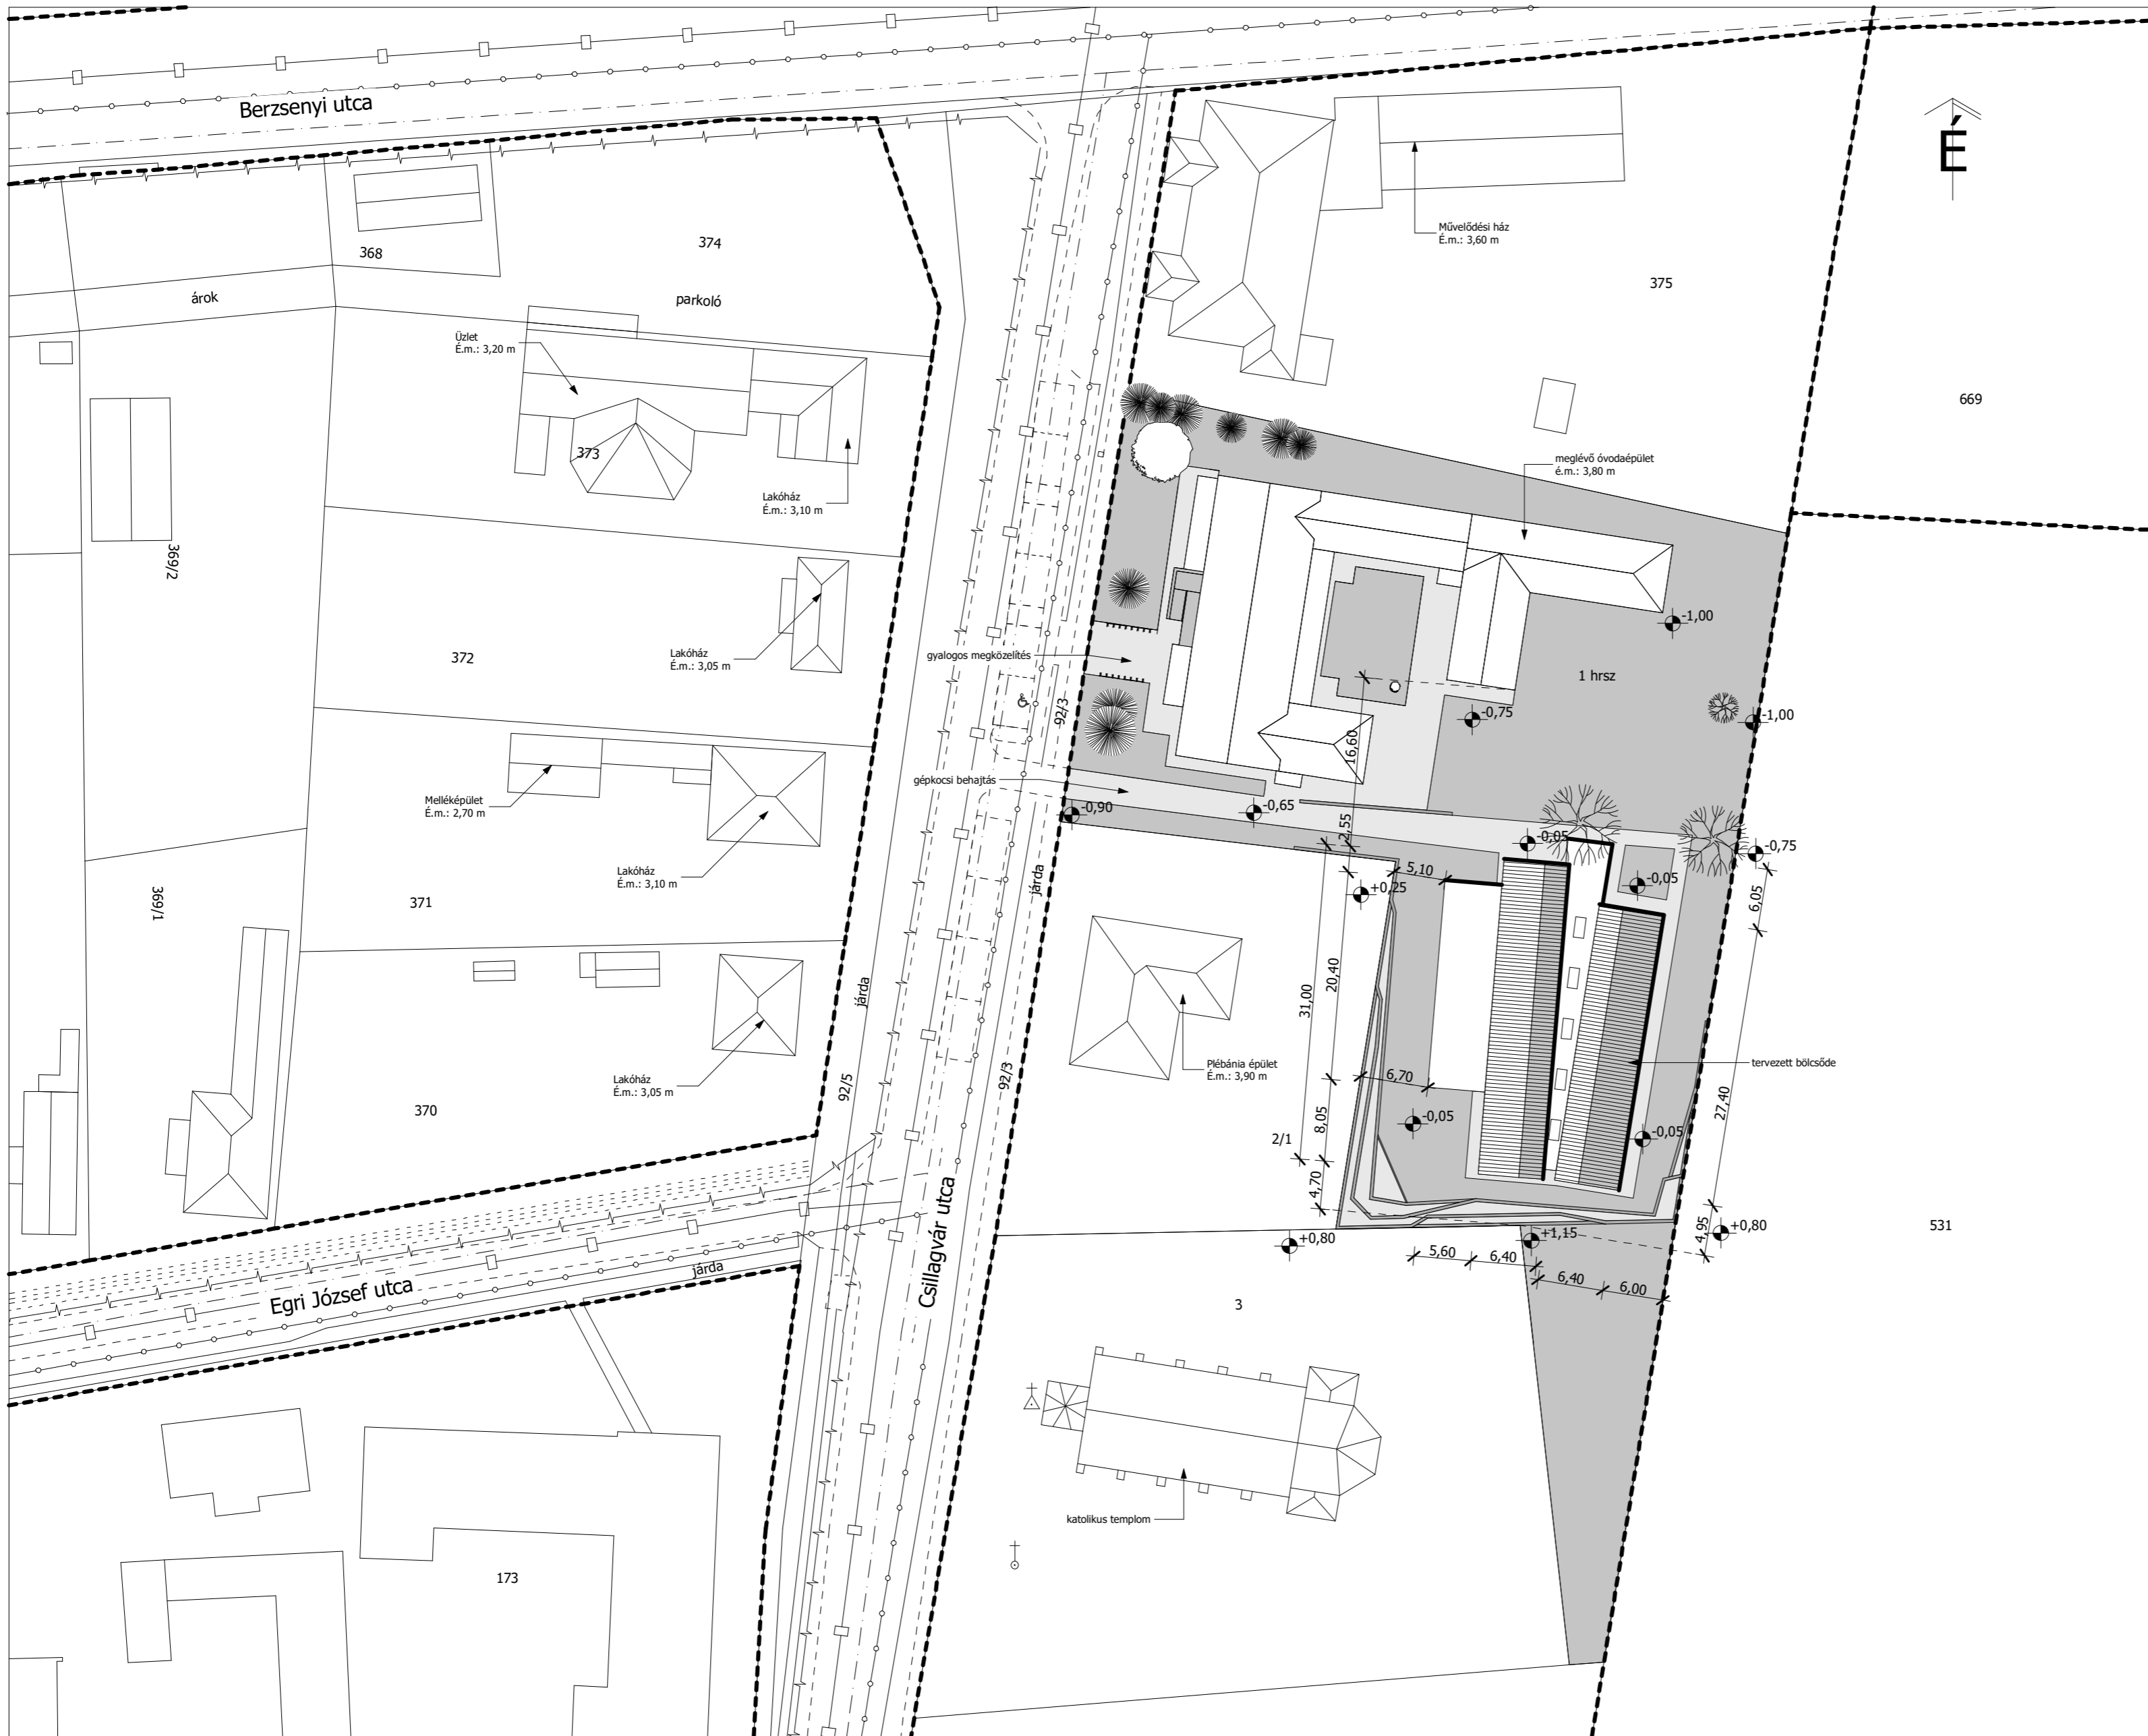 Berzsenyi utca
É
Művelődési ház
É.m.: 3,60 m
368
374
375
árok
parkoló
Üzlet
É.m.: 3,20 m
669
373
meglévő óvodaépület
é.m.: 3,80 m
Lakóház
É.m.: 3,10 m
369/2
-1,00
gyalogos megközelítés
Lakóház
É.m.: 3,05 m
372
1 hrsz
92/3
-0,75
-1,00
16,60
gépkocsi behajtás
Melléképület
É.m.: 2,70 m
-0,90
-0,65
2,55
-0,05
-0,75
Lakóház
É.m.: 3,10 m
járda
5,10
+0,25
-0,05
6,05
369/1
371
járda
31,00
20,40
Plébánia épület
É.m.: 3,90 m
tervezett bölcsőde
Lakóház
É.m.: 3,05 m
92/5
92/3
6,70
27,40
370
8,05
-0,05
-0,05
2/1
4,70
Csillagvár utca
+0,80
+1,15
4,95
+0,80
531
5,60
6,40
6,40
6,00
járda
Egri József utca
3
katolikus templom
173